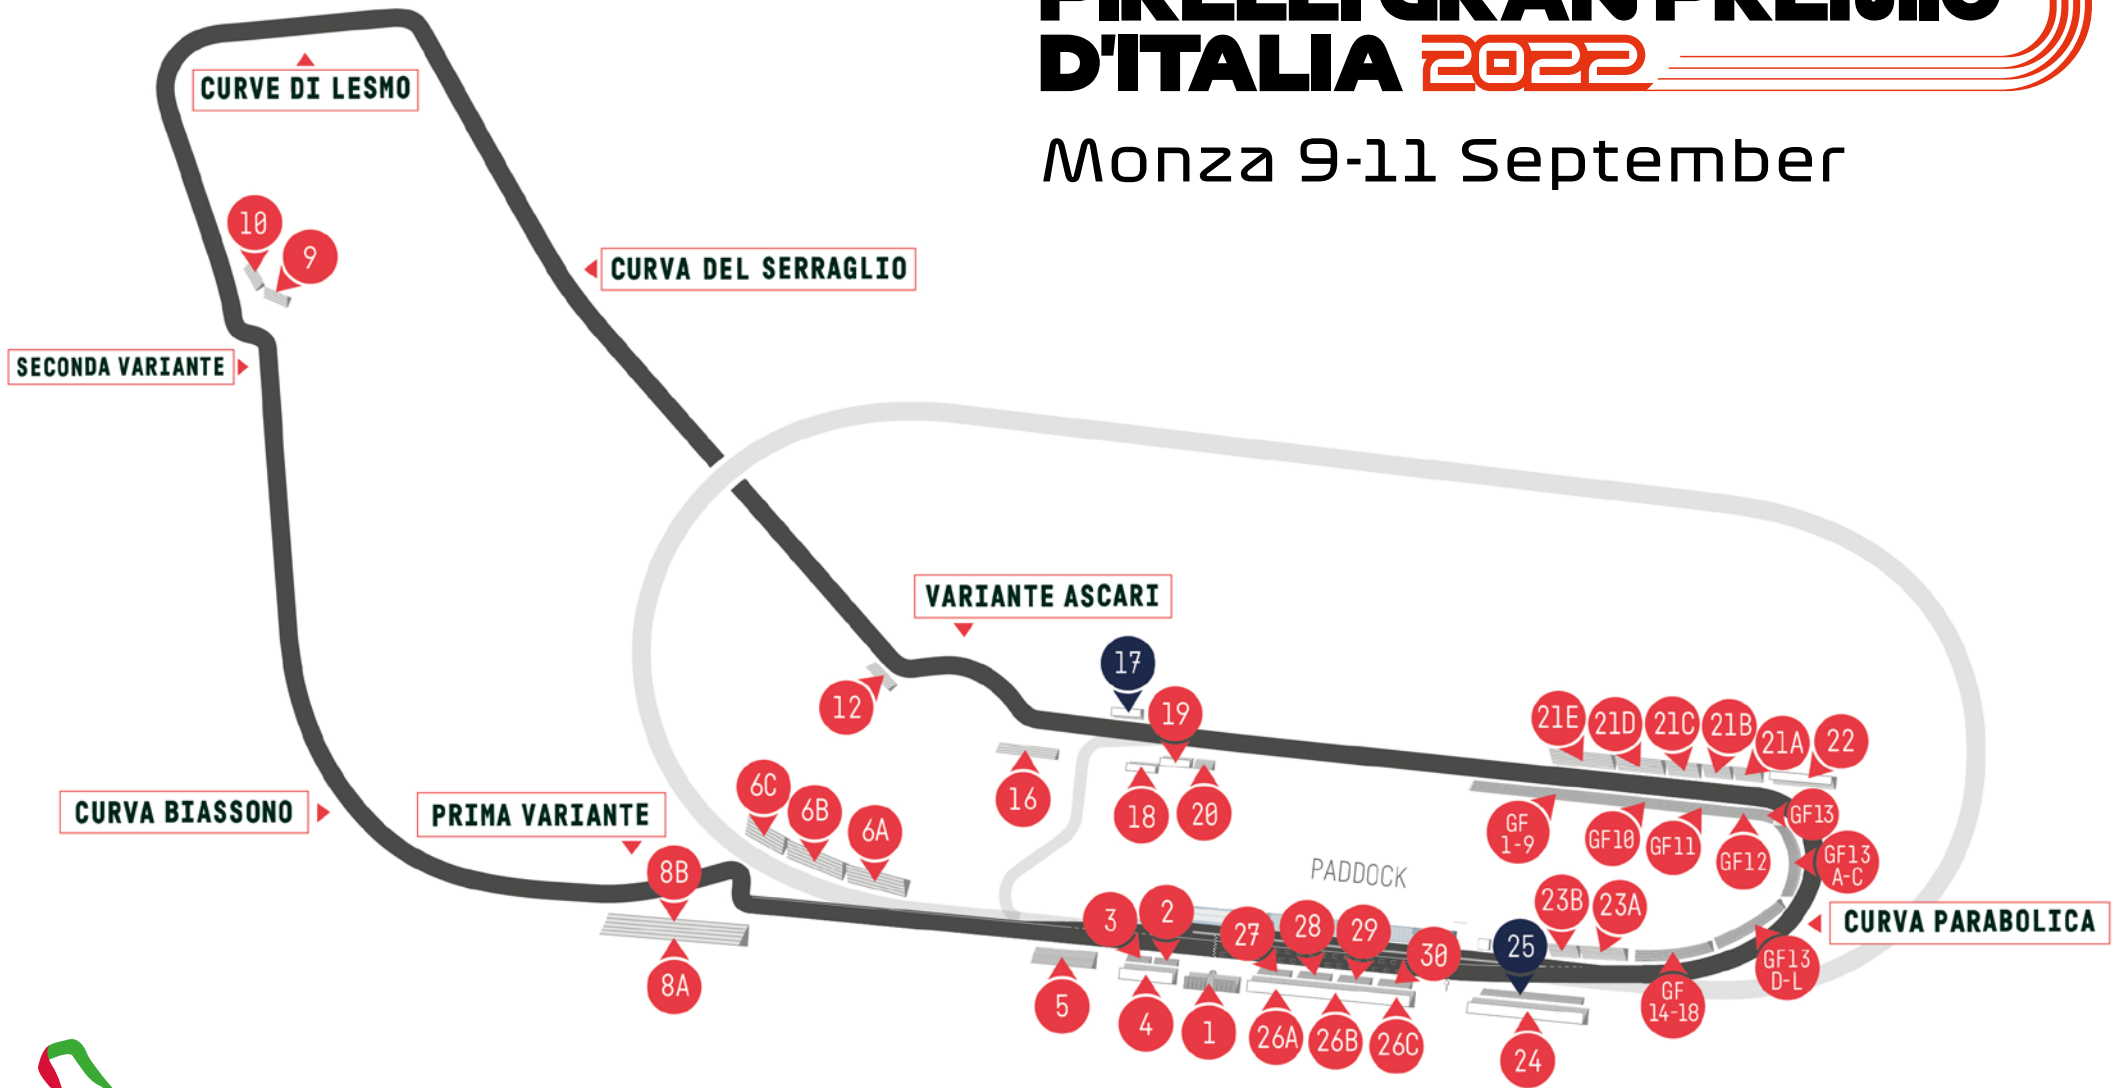 PIRELLI GRAN PREMIO
D'ITALIA 2022
Monza 9-11 September
CURVE DI LESMO
10
9
CURVA DEL SERRAGLIO
SECONDA VARIANTE
VARIANTE ASCARI
17
12
19
21E
21D
21C
21B
21A
22
16
18
20
6C
6B
6A
CURVA BIASSONO
PRIMA VARIANTE
8B
8A
GF
1-9
GF10
GF11
GF12
GF13
GF13
A-C
PADDOCK
3
2
27
28
29
30
25
23B
23A
CURVA PARABOLICA
GF13
D-L
GF
14-18
5
4
1
26A
26B
26C
24